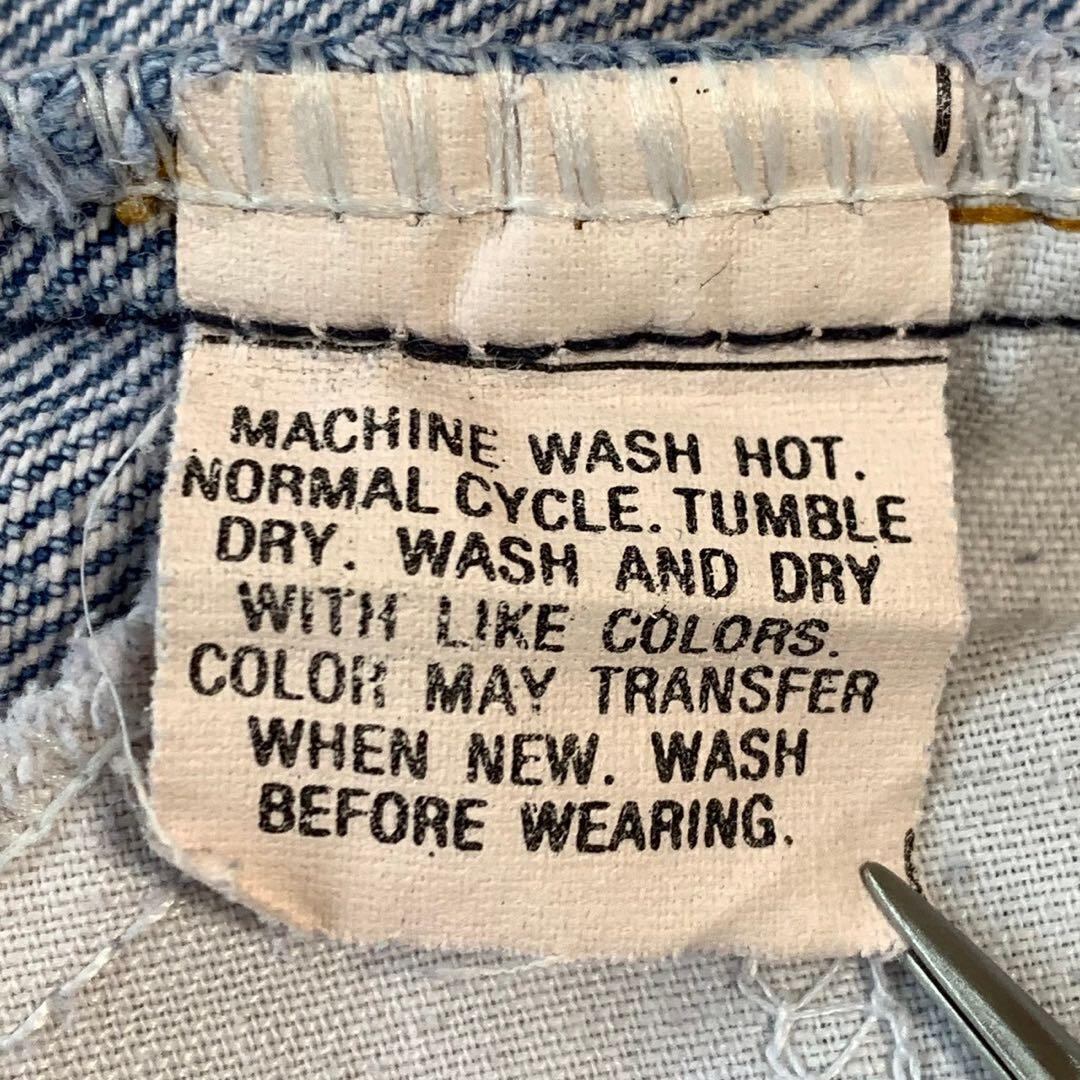 MACHINE WASH HOT.
NORMAL CYCLE. TUMBLE
DRY. WASH AND DRY
WITH LIKE COLORS.
COLOR MAY TRANSFER
WHEN NEW. WASH
BEFORE WEARING.